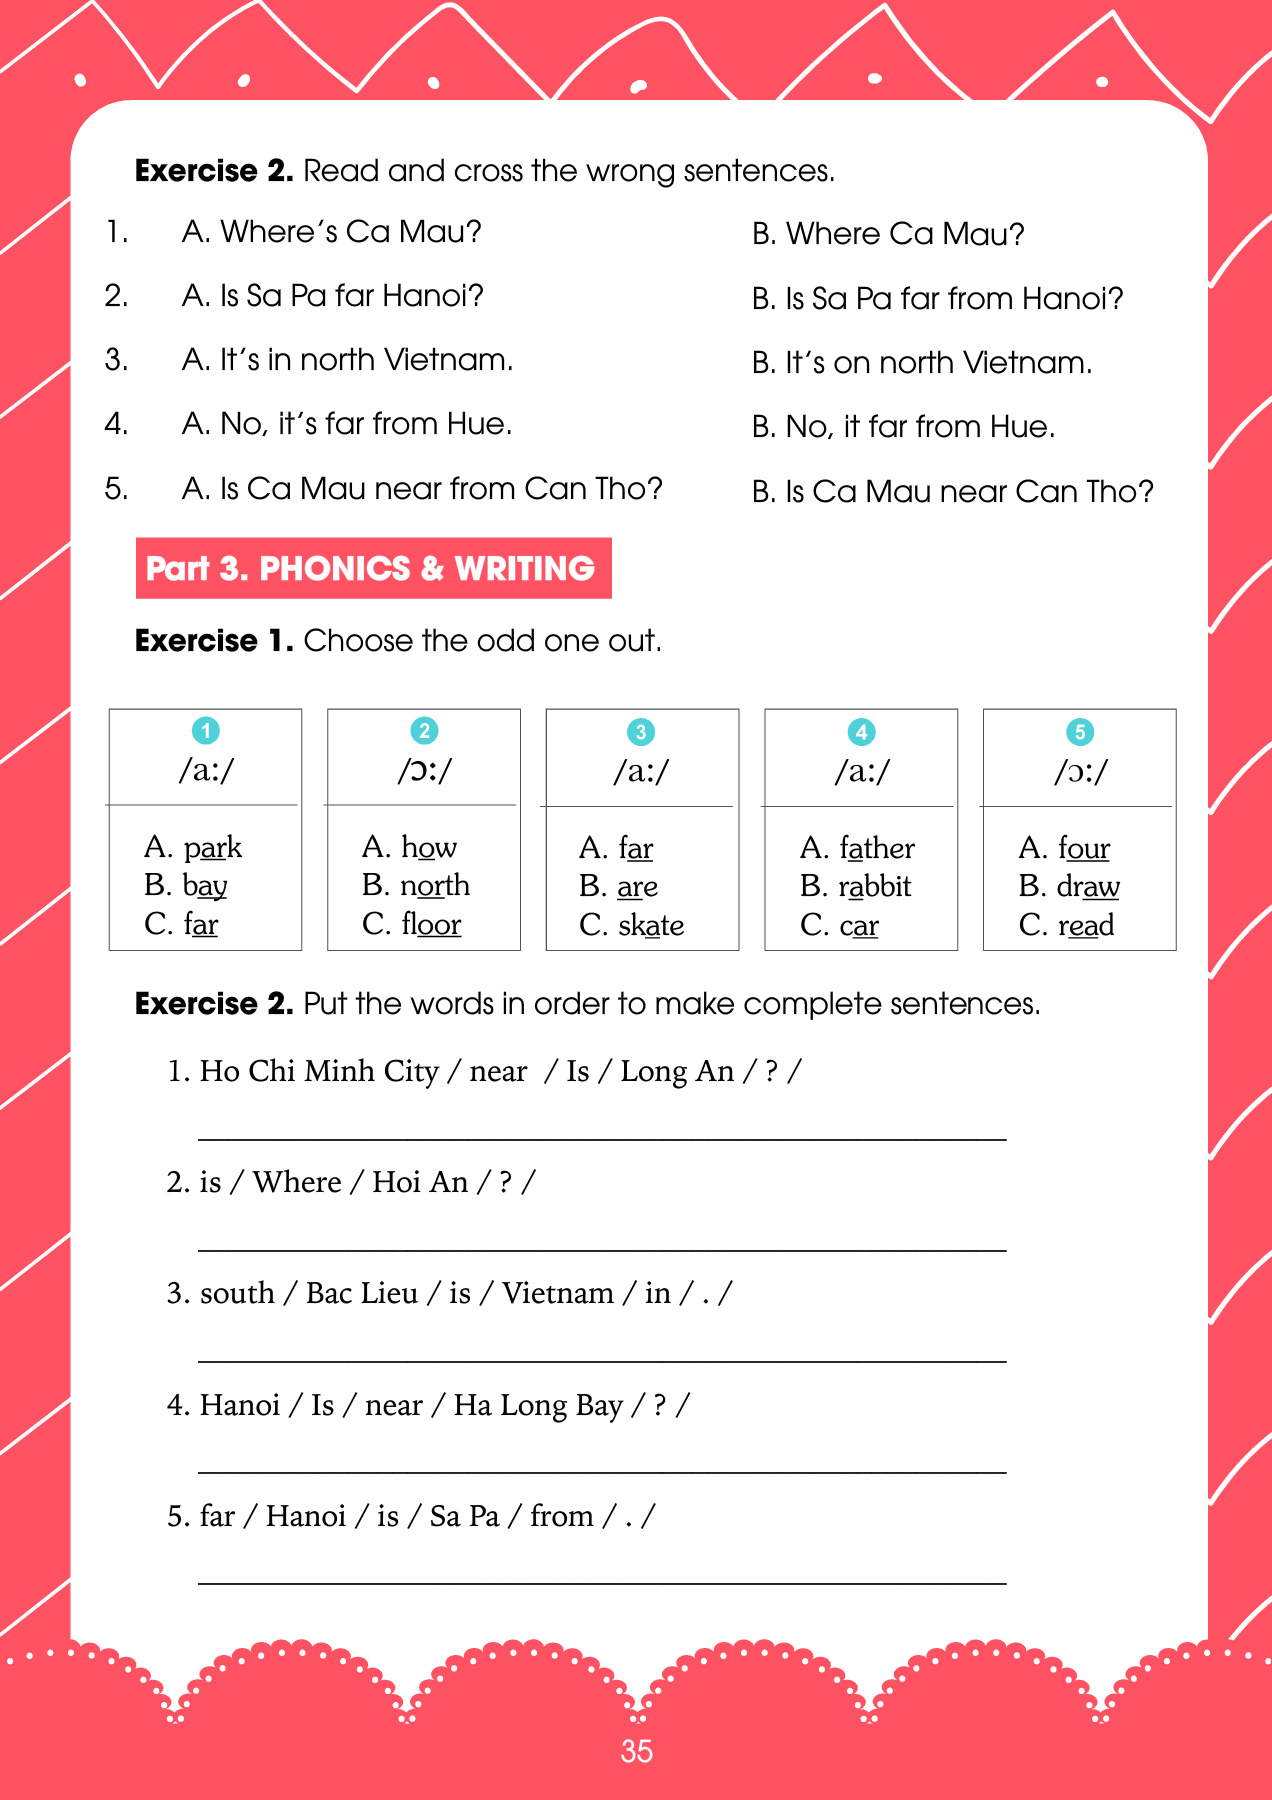 Exercise 2. Read and cross the wrong sentences.
1. A. Where's Ca Mau? B. Where Ca Mau?
2. A. Is Sa Pa far Hanoi? B. Is Sa Pa far from Hanoi?
3. A. It's in north Vietnam. B. It's on north Vietnam.
4. A. No, it's far from Hue. B. No, it far from Hue.
5. A. Is Ca Mau near from Can Tho? B. Is Ca Mau near Can Tho?
Part 3. PHONICS & WRITING
Exercise 1. Choose the odd one out.
1
/a:/
A. park
B. bay
C. far
2
/ɔ:/
A. how
B. north
C. floor
3
/a:/
A. far
B. are
C. skate
4
/a:/
A. father
B. rabbit
C. car
5
/ɔ:/
A. four
B. draw
C. read
Exercise 2. Put the words in order to make complete sentences.
1. Ho Chi Minh City / near / Is / Long An / ? /
2. is / Where / Hoi An / ? /
3. south / Bac Lieu / is / Vietnam / in / . /
4. Hanoi / Is / near / Ha Long Bay / ? /
5. far / Hanoi / is / Sa Pa / from / . /
35